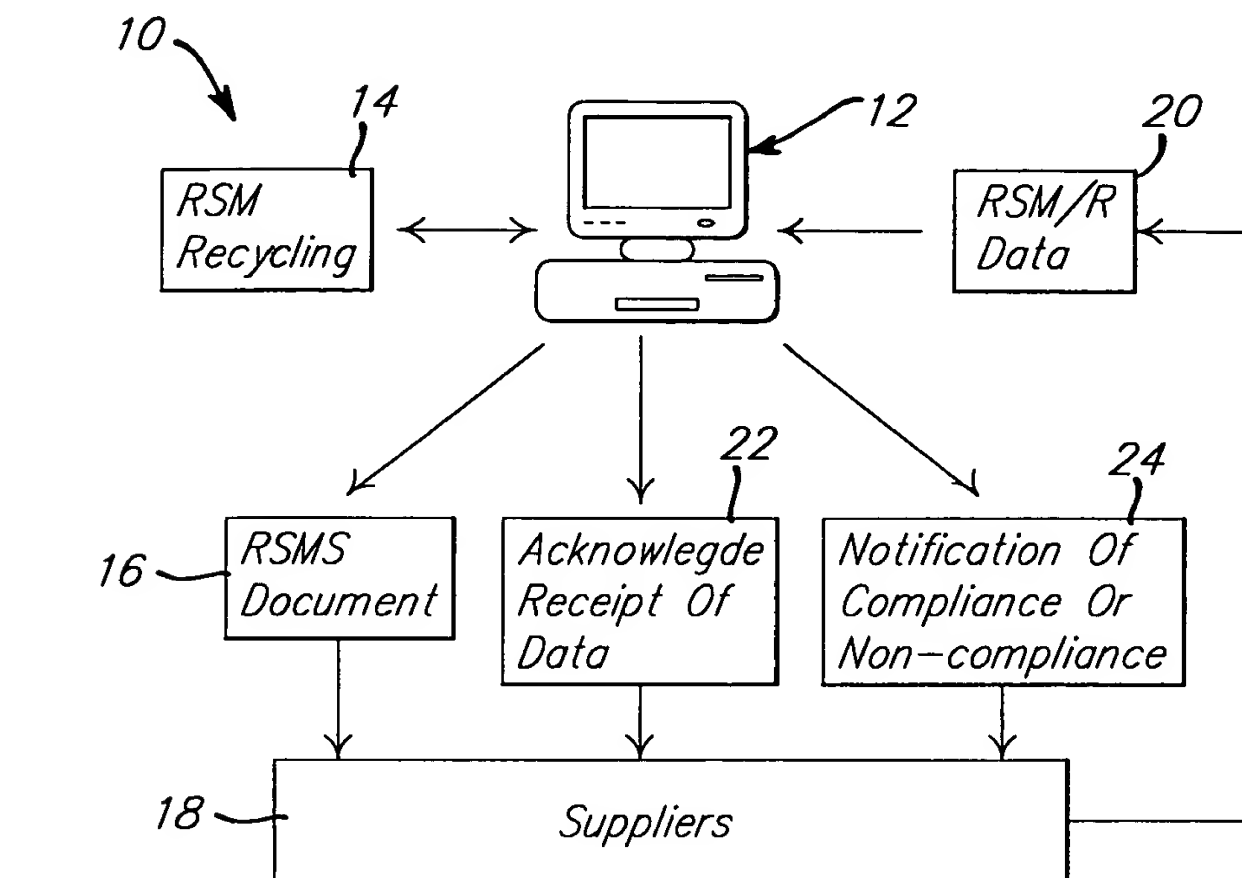 10
14
12
20
RSM
Recycling
RSM/R
Data
22
24
16
RSMS
Document
Acknowlegde
Receipt Of
Data
Notification Of
Compliance Or
Non-compliance
18
Suppliers